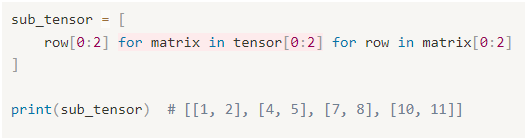 sub_tensor = [
    row[0:2] for matrix in tensor[0:2] for row in matrix[0:2]
]
print(sub_tensor)  # [[1, 2], [4, 5], [7, 8], [10, 11]]